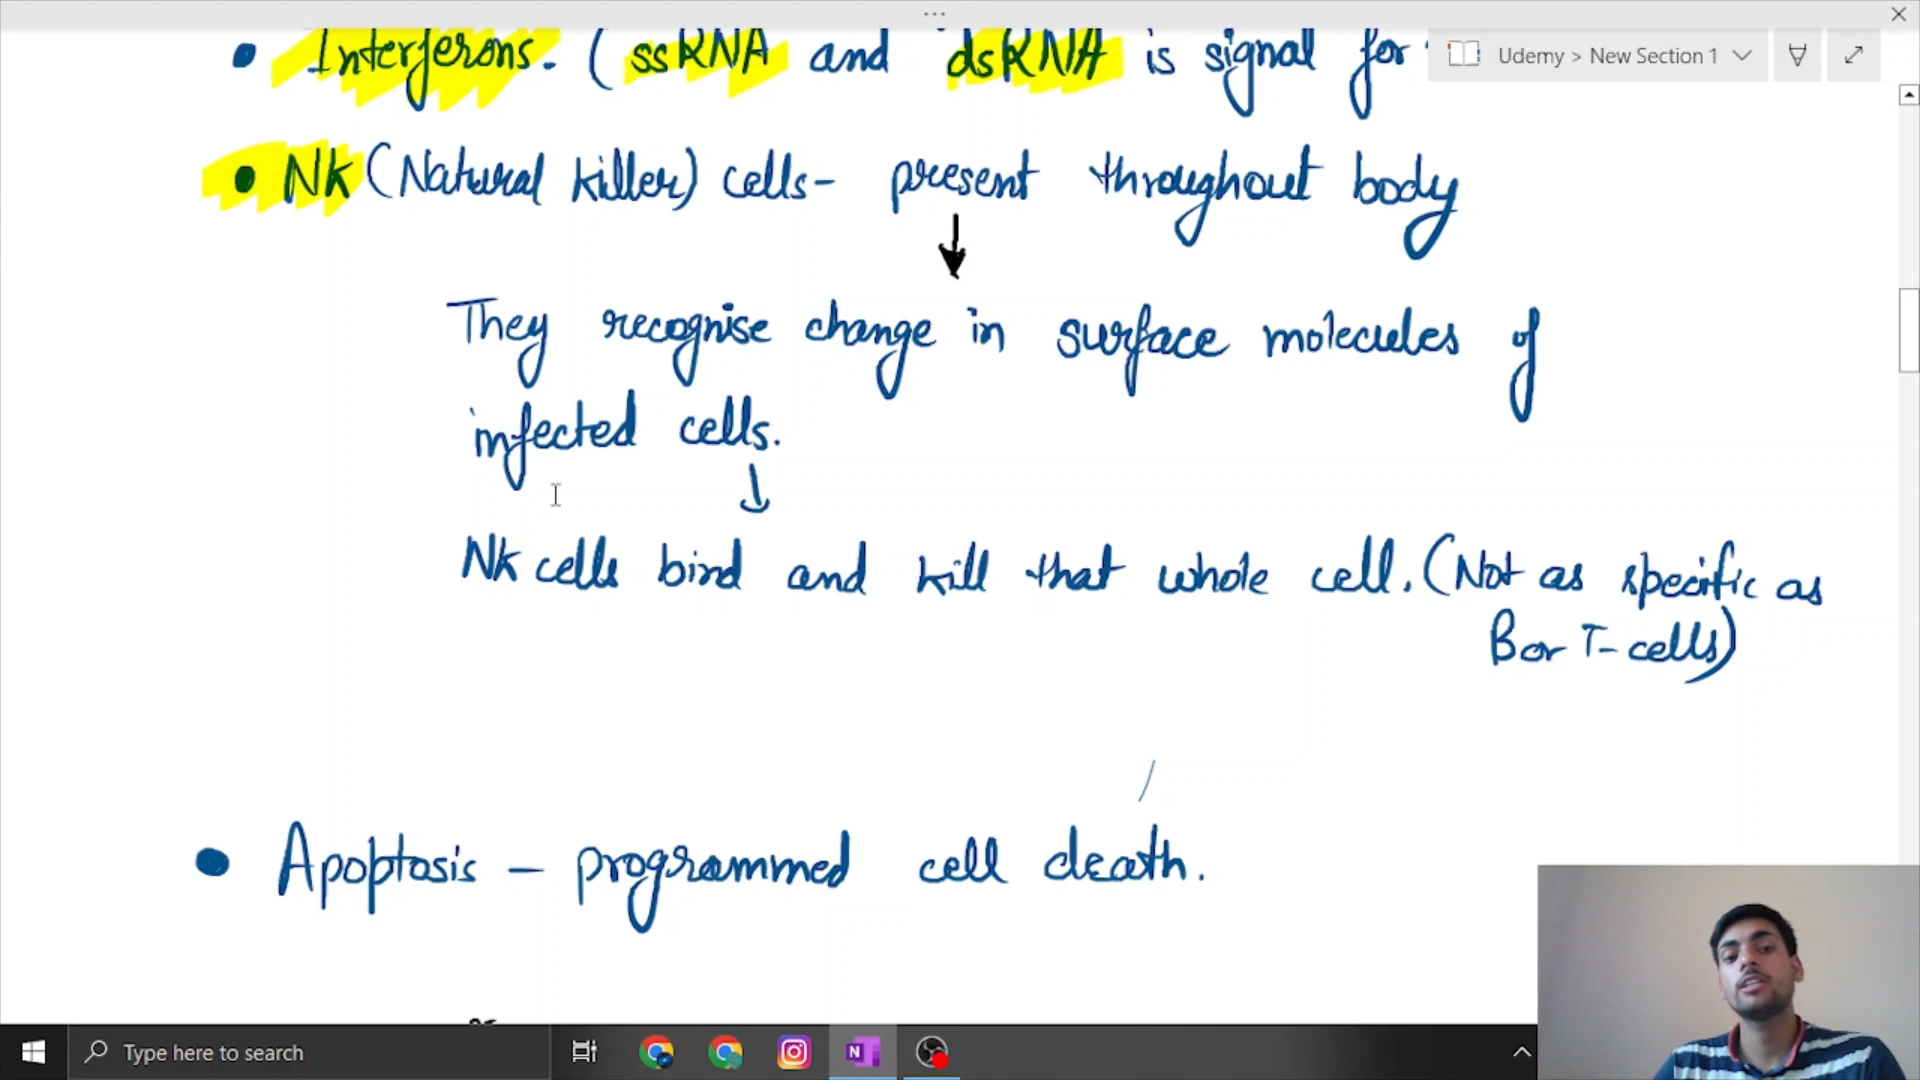 ...
• Interferons. (ssRNA and dsRNA is signal for
Udemy > New Section 1
• NK (Natural killer) cells- present throughout body
They recognise change in surface molecules of
infected cells.
NK cells bind and kill that whole cell. (Not as specific as
B or T-cells)
• Apoptosis - programmed cell death.
Type here to search